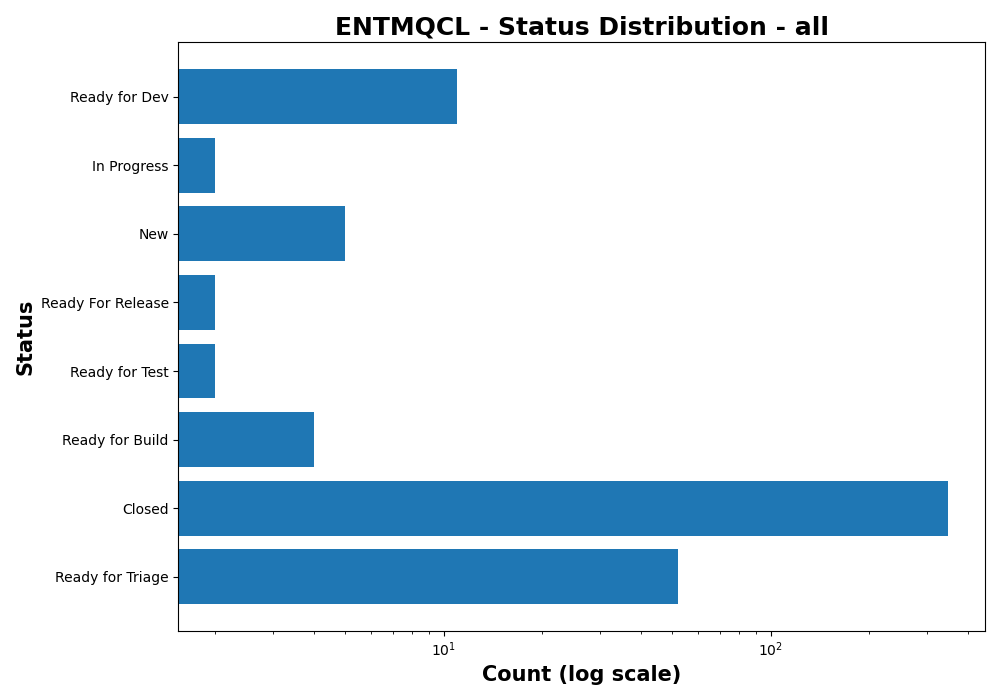 ENTMQCL - Status Distribution - all
Ready for Dev
In Progress
New
Ready For Release
Ready for Test
Ready for Build
Closed
Ready for Triage
Status
10¹
10²
Count (log scale)